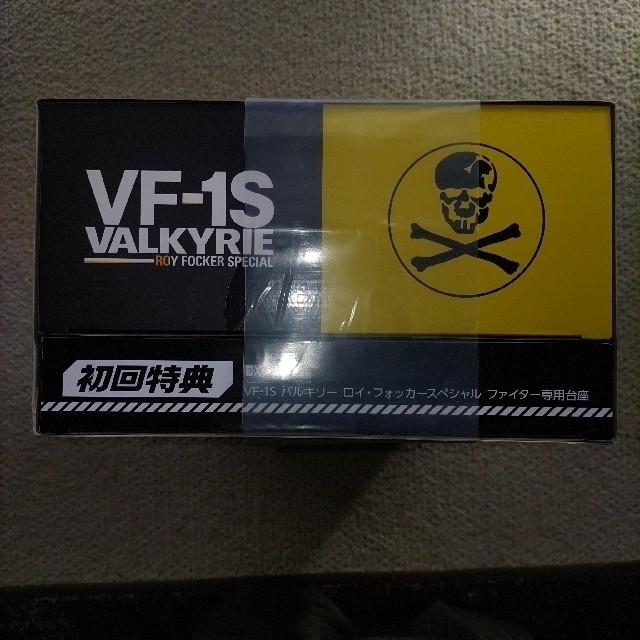 VF-1S
VALKYRIE
ROY FOCKER SPECIAL
初回特典
VF-1S バルキリー ロイ・フォッカースペシャル ファイター専用台座